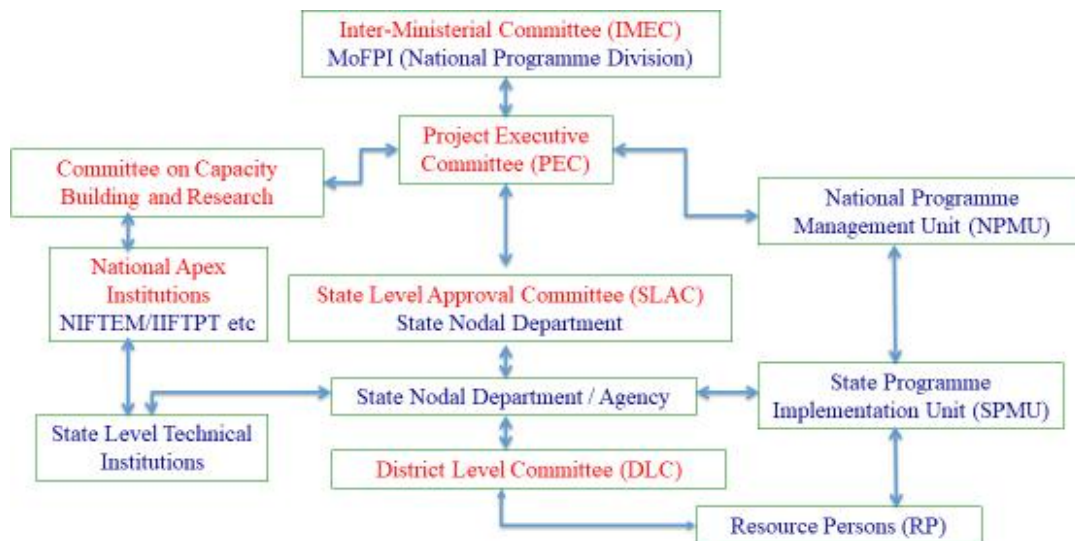 Inter-Ministerial Committee (IMEC)
MoFPI (National Programme Division)
Project Executive
Committee (PEC)
Committee on Capacity
Building and Research
National Programme
Management Unit (NPMU)
National Apex
Institutions
NIFTEM/IIFTPT etc
State Level Approval Committee (SLAC)
State Nodal Department
State Nodal Department / Agency
State Programme
Implementation Unit (SPMU)
State Level Technical
Institutions
District Level Committee (DLC)
Resource Persons (RP)